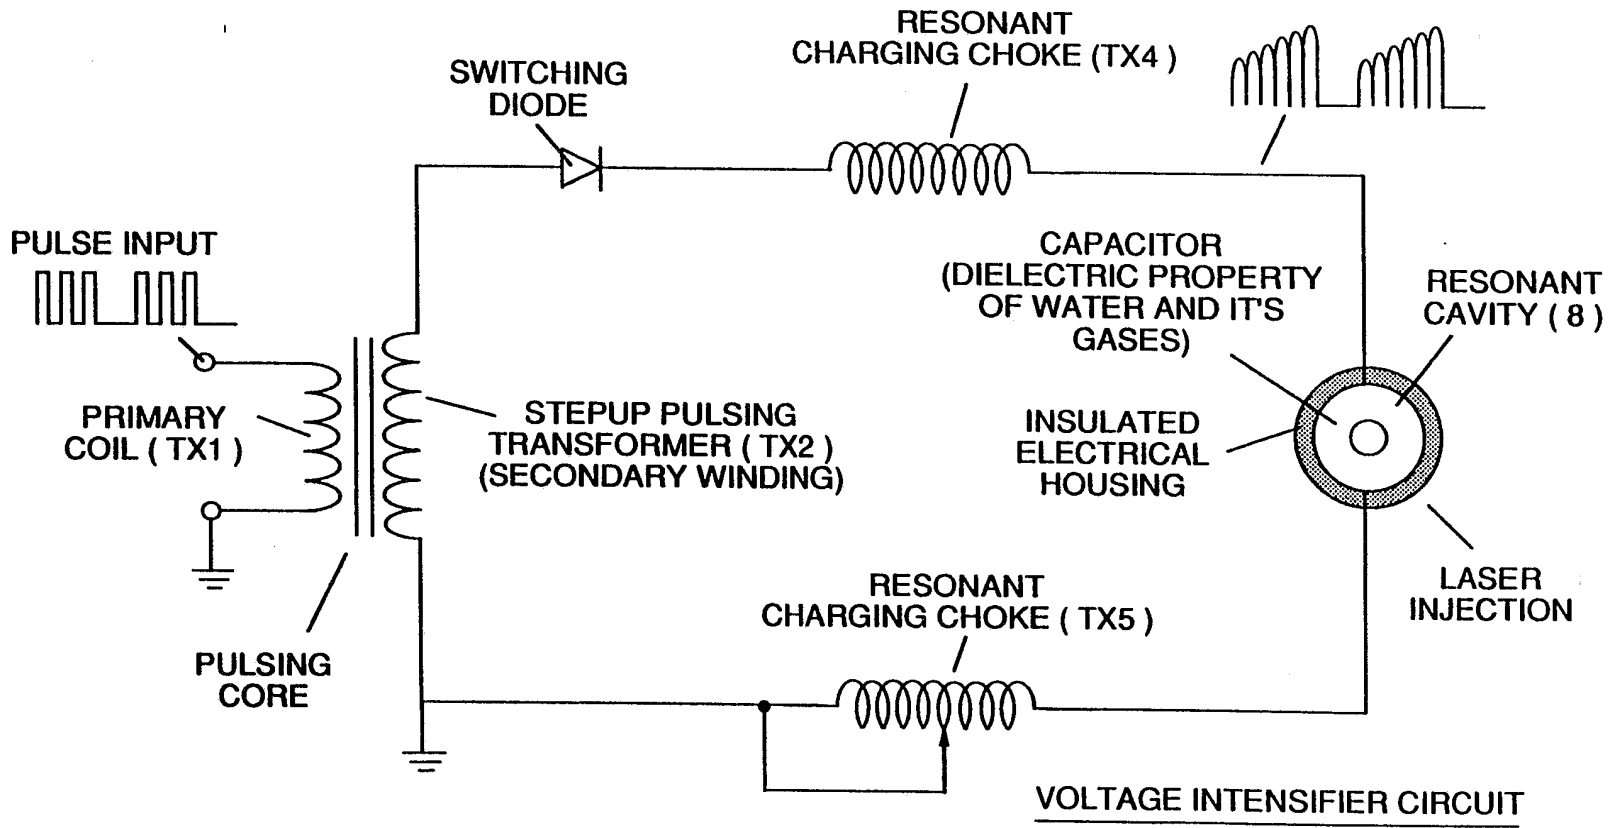 RESONANT
CHARGING CHOKE (TX4 )
SWITCHING
DIODE
PULSE INPUT
CAPACITOR
(DIELECTRIC PROPERTY
OF WATER AND IT'S
GASES)
RESONANT
CAVITY ( 8 )
PRIMARY
COIL ( TX1 )
STEPUP PULSING
TRANSFORMER ( TX2 )
(SECONDARY WINDING)
INSULATED
ELECTRICAL
HOUSING
LASER
INJECTION
RESONANT
CHARGING CHOKE ( TX5 )
PULSING
CORE
VOLTAGE INTENSIFIER CIRCUIT